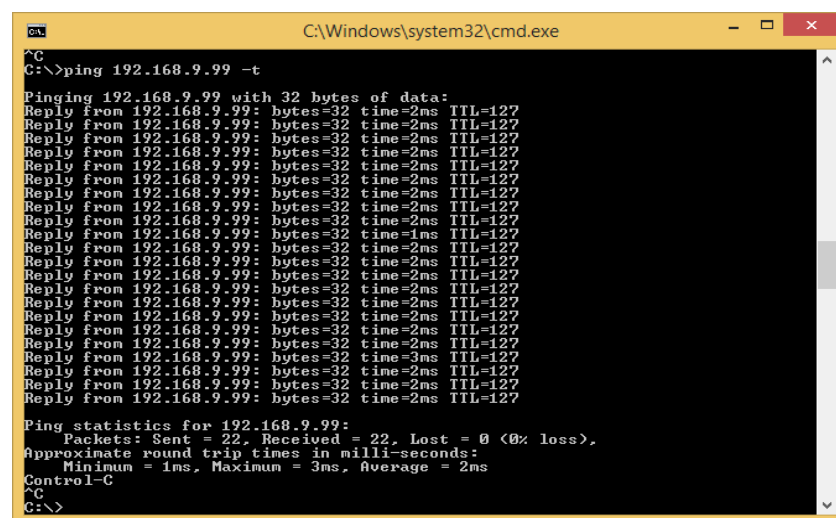 C:\.
C:\Windows\system32\cmd.exe
^C
C:\>ping 192.168.9.99 -t
Pinging 192.168.9.99 with 32 bytes of data:
Reply from 192.168.9.99: bytes=32 time=2ms TTL=127
Reply from 192.168.9.99: bytes=32 time=2ms TTL=127
Reply from 192.168.9.99: bytes=32 time=2ms TTL=127
Reply from 192.168.9.99: bytes=32 time=2ms TTL=127
Reply from 192.168.9.99: bytes=32 time=2ms TTL=127
Reply from 192.168.9.99: bytes=32 time=2ms TTL=127
Reply from 192.168.9.99: bytes=32 time=2ms TTL=127
Reply from 192.168.9.99: bytes=32 time=2ms TTL=127
Reply from 192.168.9.99: bytes=32 time=2ms TTL=127
Reply from 192.168.9.99: bytes=32 time=1ms TTL=127
Reply from 192.168.9.99: bytes=32 time=2ms TTL=127
Reply from 192.168.9.99: bytes=32 time=2ms TTL=127
Reply from 192.168.9.99: bytes=32 time=2ms TTL=127
Reply from 192.168.9.99: bytes=32 time=2ms TTL=127
Reply from 192.168.9.99: bytes=32 time=2ms TTL=127
Reply from 192.168.9.99: bytes=32 time=2ms TTL=127
Reply from 192.168.9.99: bytes=32 time=2ms TTL=127
Reply from 192.168.9.99: bytes=32 time=2ms TTL=127
Reply from 192.168.9.99: bytes=32 time=3ms TTL=127
Reply from 192.168.9.99: bytes=32 time=2ms TTL=127
Reply from 192.168.9.99: bytes=32 time=2ms TTL=127
Reply from 192.168.9.99: bytes=32 time=2ms TTL=127
Ping statistics for 192.168.9.99:
Packets: Sent = 22, Received = 22, Lost = 0 (0% loss),
Approximate round trip times in milli-seconds:
Minimum = 1ms, Maximum = 3ms, Average = 2ms
Control-C
^C
C:\>